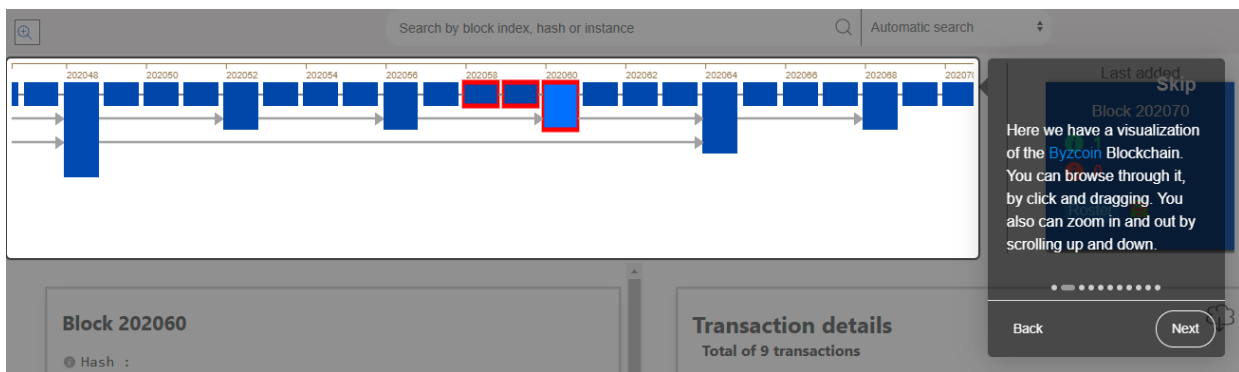 Search by block index, hash or instance
Automatic search
202048 202050 202052 202054 202056 202058 202060 202062 202064 202066 202068 20207
Last added
Skip
Block 202070
Here we have a visualization
of the Byzcoin Blockchain.
You can browse through it,
by click and dragging. You
also can zoom in and out by
scrolling up and down.
Roster
Back
Next
Block 202060
Hash :
Transaction details
Total of 9 transactions